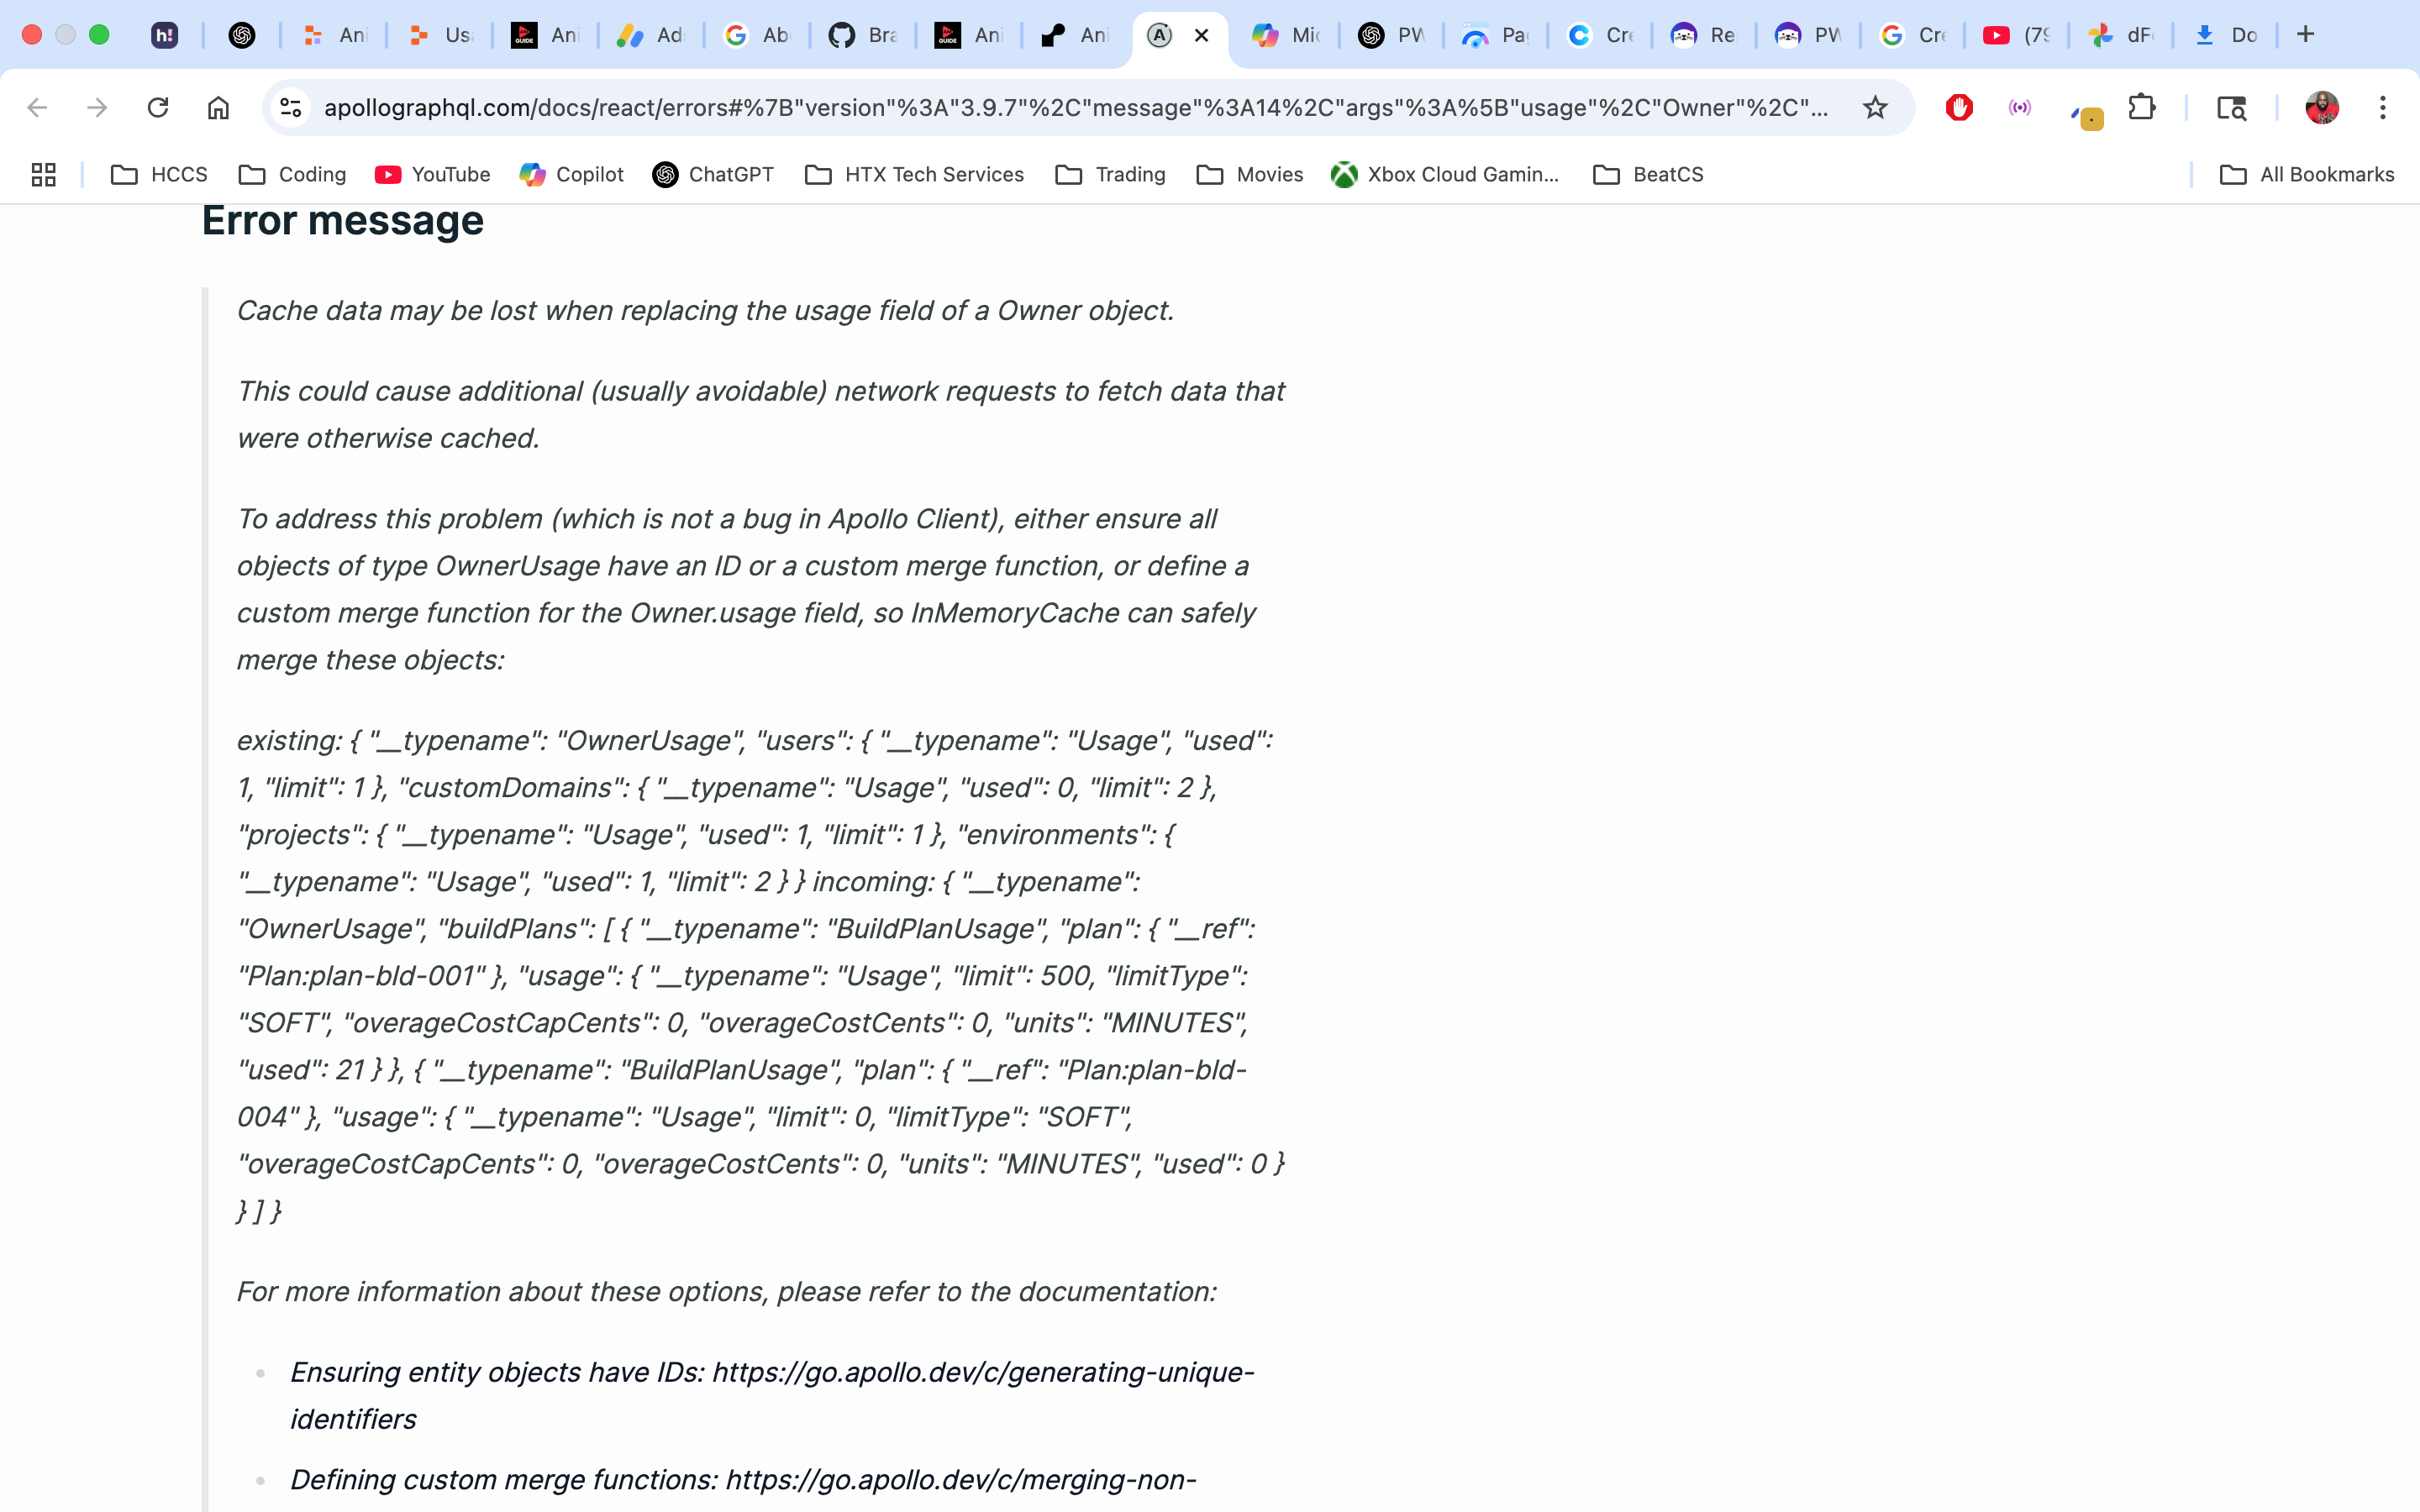 h! Ani Usa Ani Ad Ab Bra Ani Ani A Mic PW Pa Cre Re PW Cre (79 dF Do
apollographql.com/docs/react/errors#%7B"version"%3A"3.9.7"%2C"message"%3A14%2C"args"%3A%5B"usage"%2C"Owner"%2C"...
HCCS Coding YouTube Copilot ChatGPT HTX Tech Services Trading Movies Xbox Cloud Gamin... BeatCS All Bookmarks
Error message
Cache data may be lost when replacing the usage field of a Owner object.
This could cause additional (usually avoidable) network requests to fetch data that
were otherwise cached.
To address this problem (which is not a bug in Apollo Client), either ensure all
objects of type OwnerUsage have an ID or a custom merge function, or define a
custom merge function for the Owner.usage field, so InMemoryCache can safely
merge these objects:
existing: { "__typename": "OwnerUsage", "users": { "__typename": "Usage", "used":
1, "limit": 1 }, "customDomains": { "__typename": "Usage", "used": 0, "limit": 2 },
"projects": { "__typename": "Usage", "used": 1, "limit": 1 }, "environments": {
"__typename": "Usage", "used": 1, "limit": 2 } } incoming: { "__typename":
"OwnerUsage", "buildPlans": [ { "__typename": "BuildPlanUsage", "plan": { "__ref":
"Plan:plan-bld-001" }, "usage": { "__typename": "Usage", "limit": 500, "limitType":
"SOFT", "overageCostCapCents": 0, "overageCostCents": 0, "units": "MINUTES",
"used": 21 } }, { "__typename": "BuildPlanUsage", "plan": { "__ref": "Plan:plan-bld-
004" }, "usage": { "__typename": "Usage", "limit": 0, "limitType": "SOFT",
"overageCostCapCents": 0, "overageCostCents": 0, "units": "MINUTES", "used": 0 }
} ] }
For more information about these options, please refer to the documentation:
Ensuring entity objects have IDs: https://go.apollo.dev/c/generating-unique-
identifiers
Defining custom merge functions: https://go.apollo.dev/c/merging-non-